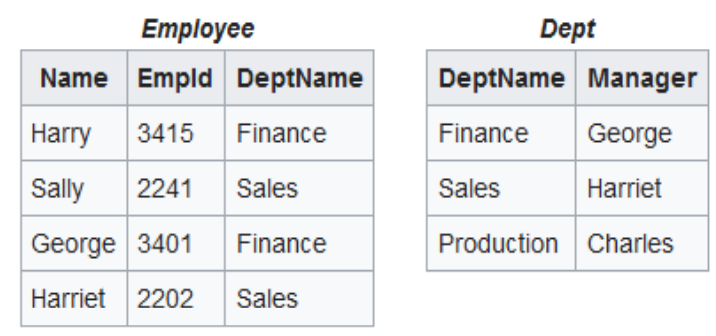 Employee
Name EmpId DeptName
Harry 3415 Finance
Sally 2241 Sales
George 3401 Finance
Harriet 2202 Sales
Dept
DeptName Manager
Finance George
Sales Harriet
Production Charles